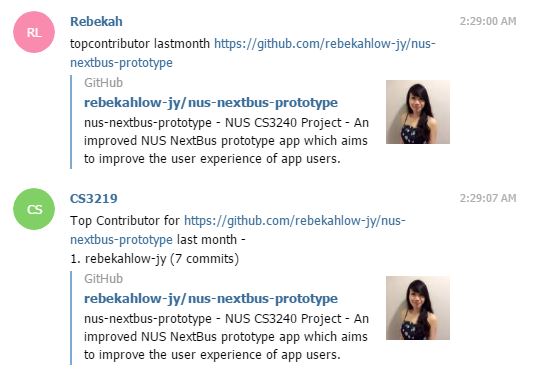 RL
Rebekah 2:29:00 AM
topcontributor lastmonth https://github.com/rebekahlow-jy/nus-
nextbus-prototype
GitHub
rebekahlow-jy/nus-nextbus-prototype
nus-nextbus-prototype - NUS CS3240 Project - An
improved NUS NextBus prototype app which aims
to improve the user experience of app users.
CS
CS3219 2:29:07 AM
Top Contributor for https://github.com/rebekahlow-jy/nus-
nextbus-prototype last month -
1. rebekahlow-jy (7 commits)
GitHub
rebekahlow-jy/nus-nextbus-prototype
nus-nextbus-prototype - NUS CS3240 Project - An
improved NUS NextBus prototype app which aims
to improve the user experience of app users.